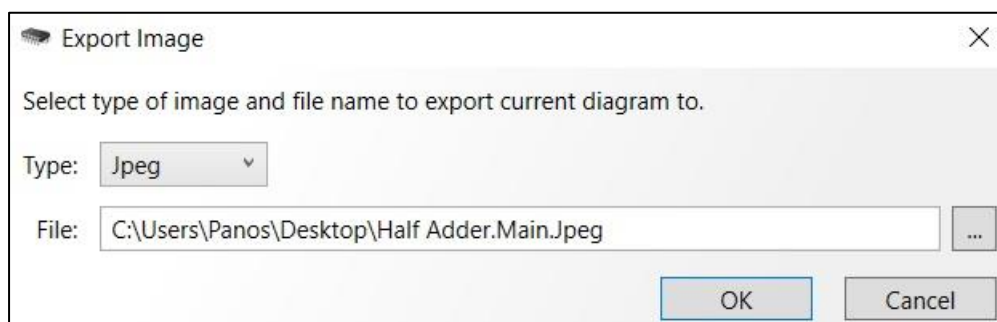 Export Image
Select type of image and file name to export current diagram to.
Type: Jpeg
File: C:\Users\Panos\Desktop\Half Adder.Main.Jpeg ...
OK Cancel